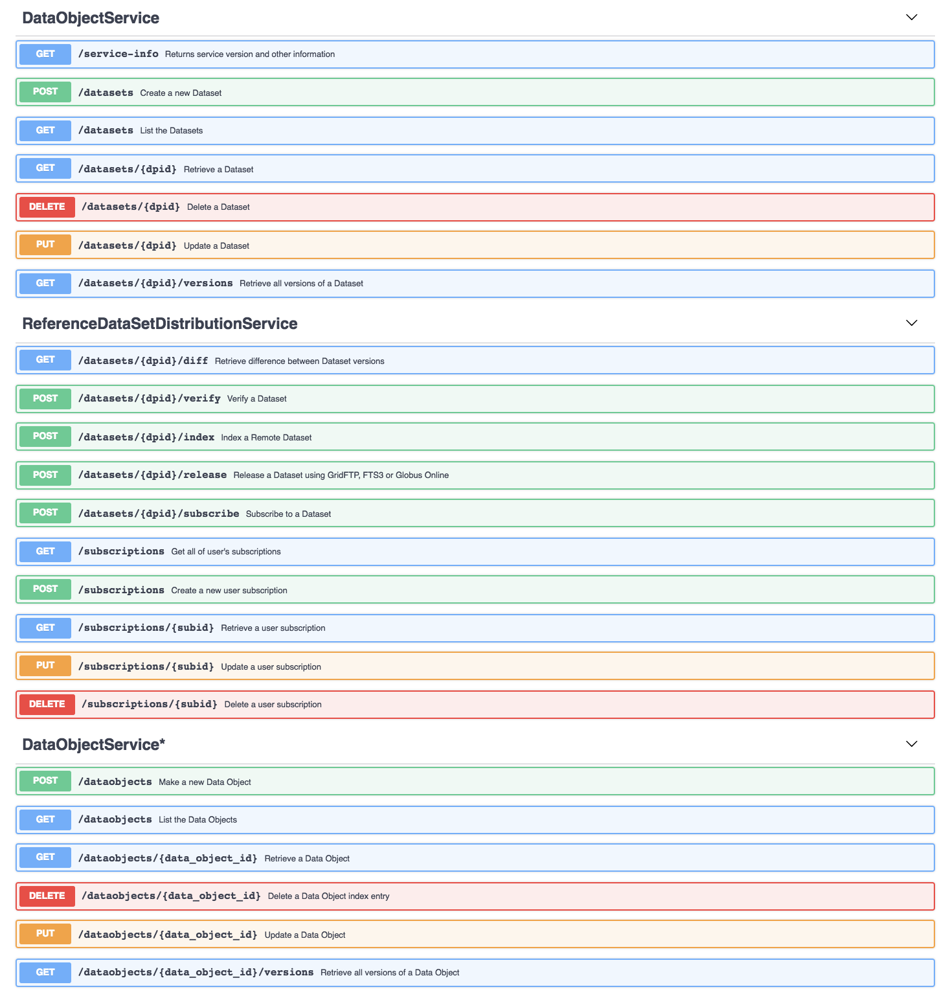 DataObjectService
GET /service-info Returns service version and other information
POST /datasets Create a new Dataset
GET /datasets List the Datasets
GET /datasets/{dpid} Retrieve a Dataset
DELETE /datasets/{dpid} Delete a Dataset
PUT /datasets/{dpid} Update a Dataset
GET /datasets/{dpid}/versions Retrieve all versions of a Dataset
ReferenceDataSetDistributionService
GET /datasets/{dpid}/diff Retrieve difference between Dataset versions
POST /datasets/{dpid}/verify Verify a Dataset
POST /datasets/{dpid}/index Index a Remote Dataset
POST /datasets/{dpid}/release Release a Dataset using GridFTP, FTS3 or Globus Online
POST /datasets/{dpid}/subscribe Subscribe to a Dataset
GET /subscriptions Get all of user's subscriptions
POST /subscriptions Create a new user subscription
GET /subscriptions/{subid} Retrieve a user subscription
PUT /subscriptions/{subid} Update a user subscription
DELETE /subscriptions/{subid} Delete a user subscription
DataObjectService*
POST /dataobjects Make a new Data Object
GET /dataobjects List the Data Objects
GET /dataobjects/{data_object_id} Retrieve a Data Object
DELETE /dataobjects/{data_object_id} Delete a Data Object index entry
PUT /dataobjects/{data_object_id} Update a Data Object
GET /dataobjects/{data_object_id}/versions Retrieve all versions of a Data Object